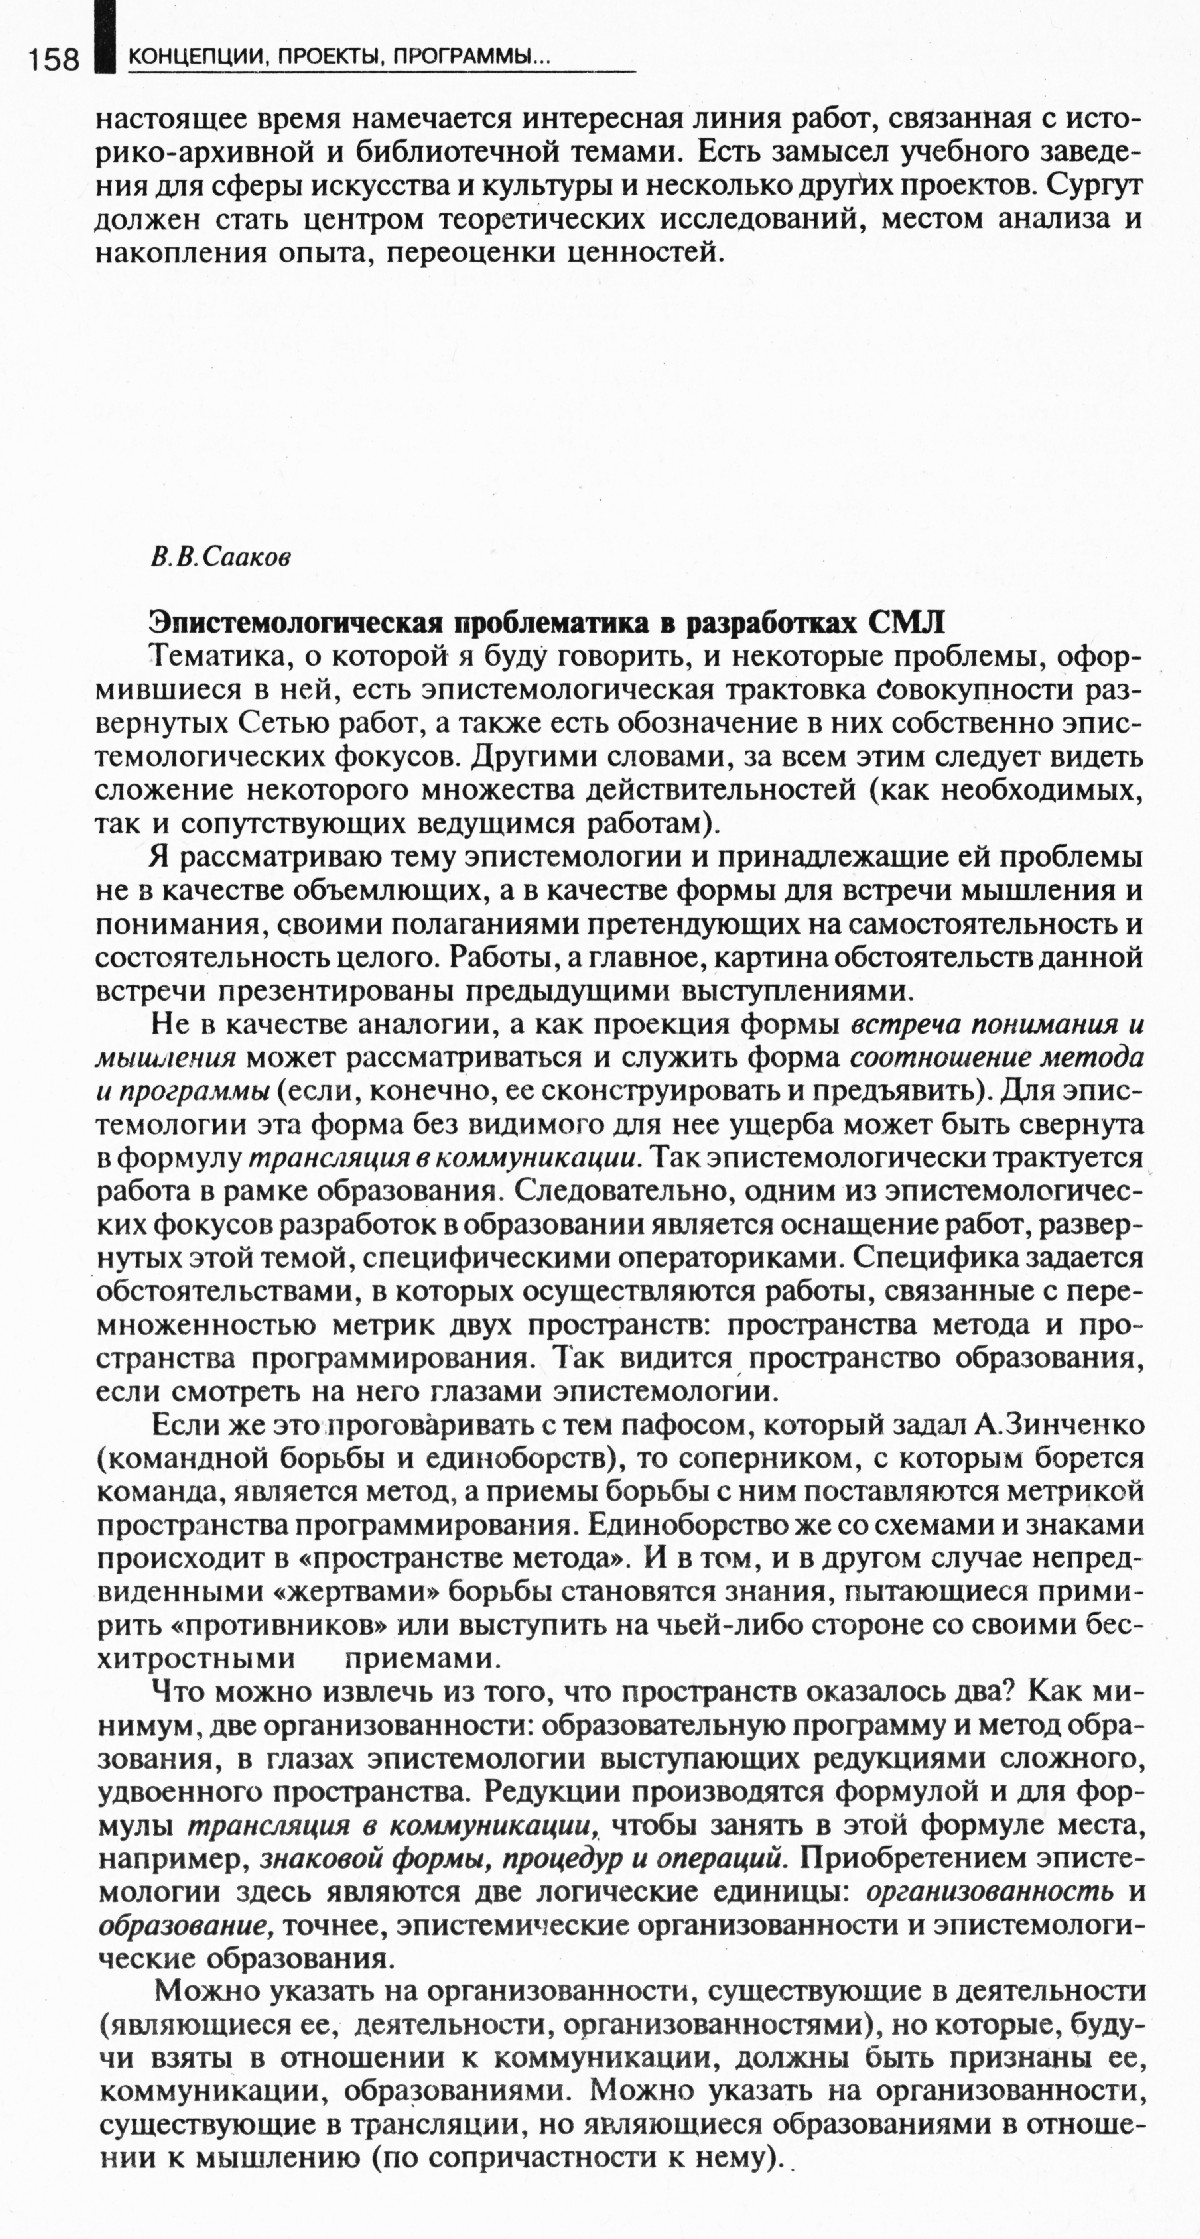 158
КОНЦЕПЦИИ, ПРОЕКТЫ, ПРОГРАММЫ...
настоящее время намечается интересная линия работ, связанная с исто-
рико-архивной и библиотечной темами. Есть замысел учебного заведе-
ния для сферы искусства и культуры и несколько других проектов. Сургут
должен стать центром теоретических исследований, местом анализа и
накопления опыта, переоценки ценностей.
В.В.Сааков
Эпистемологическая проблематика в разработках СМЛ
Тематика, о которой я буду говорить, и некоторые проблемы, офор-
мившиеся в ней, есть эпистемологическая трактовка совокупности раз-
вернутых Сетью работ, а также есть обозначение в них собственно эпис-
темологических фокусов. Другими словами, за всем этим следует видеть
сложение некоторого множества действительностей (как необходимых,
так и сопутствующих ведущимся работам).
Я рассматриваю тему эпистемологии и принадлежащие ей проблемы
не в качестве объемлющих, а в качестве формы для встречи мышления и
понимания, своими полаганиями претендующих на самостоятельность и
состоятельность целого. Работы, а главное, картина обстоятельств данной
встречи презентированы предыдущими выступлениями.
Не в качестве аналогии, а как проекция формы встреча понимания и
мышления может рассматриваться и служить форма соотношение метода
и программы (если, конечно, ее сконструировать и предъявить). Для эпис-
темологии эта форма без видимого для нее ущерба может быть свернута
в формулу трансляция в коммуникации. Так эпистемологически трактуется
работа в рамке образования. Следовательно, одним из эпистемологичес-
ких фокусов разработок в образовании является оснащение работ, развер-
нутых этой темой, специфическими операториками. Специфика задается
обстоятельствами, в которых осуществляются работы, связанные с пере-
множенностью метрик двух пространств: пространства метода и про-
странства программирования. Так видится пространство образования,
если смотреть на него глазами эпистемологии.
Если же это проговаривать с тем пафосом, который задал А.Зинченко
(командной борьбы и единоборств), то соперником, с которым борется
команда, является метод, а приемы борьбы с ним поставляются метрикой
пространства программирования. Единоборство же со схемами и знаками
происходит в «пространстве метода». И в том, и в другом случае непред-
виденными «жертвами» борьбы становятся знания, пытающиеся прими-
рить «противников» или выступить на чьей-либо стороне со своими бес-
хитростными приемами.
Что можно извлечь из того, что пространств оказалось два? Как ми-
нимум, две организованности: образовательную программу и метод обра-
зования, в глазах эпистемологии выступающих редукциями сложного,
удвоенного пространства. Редукции производятся формулой и для фор-
мулы трансляция в коммуникации, чтобы занять в этой формуле места,
например, знаковой формы, процедур и операций. Приобретением эписте-
мологии здесь являются две логические единицы: организованность и
образование, точнее, эпистемические организованности и эпистемологи-
ческие образования.
Можно указать на организованности, существующие в деятельности
(являющиеся ее, деятельности, организованностями), но которые, буду-
чи взяты в отношении к коммуникации, должны быть признаны ее,
коммуникации, образованиями. Можно указать на организованности,
существующие в трансляции, но являющиеся образованиями в отноше-
нии к мышлению (по сопричастности к нему).